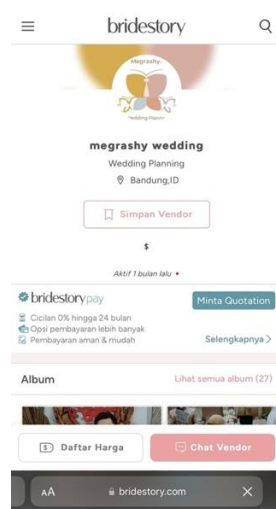 bridestory
Megrashy.
Wedding Planner
megrashy wedding
Wedding Planning
Bandung,ID
Simpan Vendor
$
Aktif 1 bulan lalu
bridestorypay
Minta Quotation
Cicilan 0% hingga 24 bulan
Opsi pembayaran lebih banyak
Pembayaran aman & mudah
Selengkapnya >
Album
Lihat semua album (27)
$ Daftar Harga
Chat Vendor
AA
bridestory.com